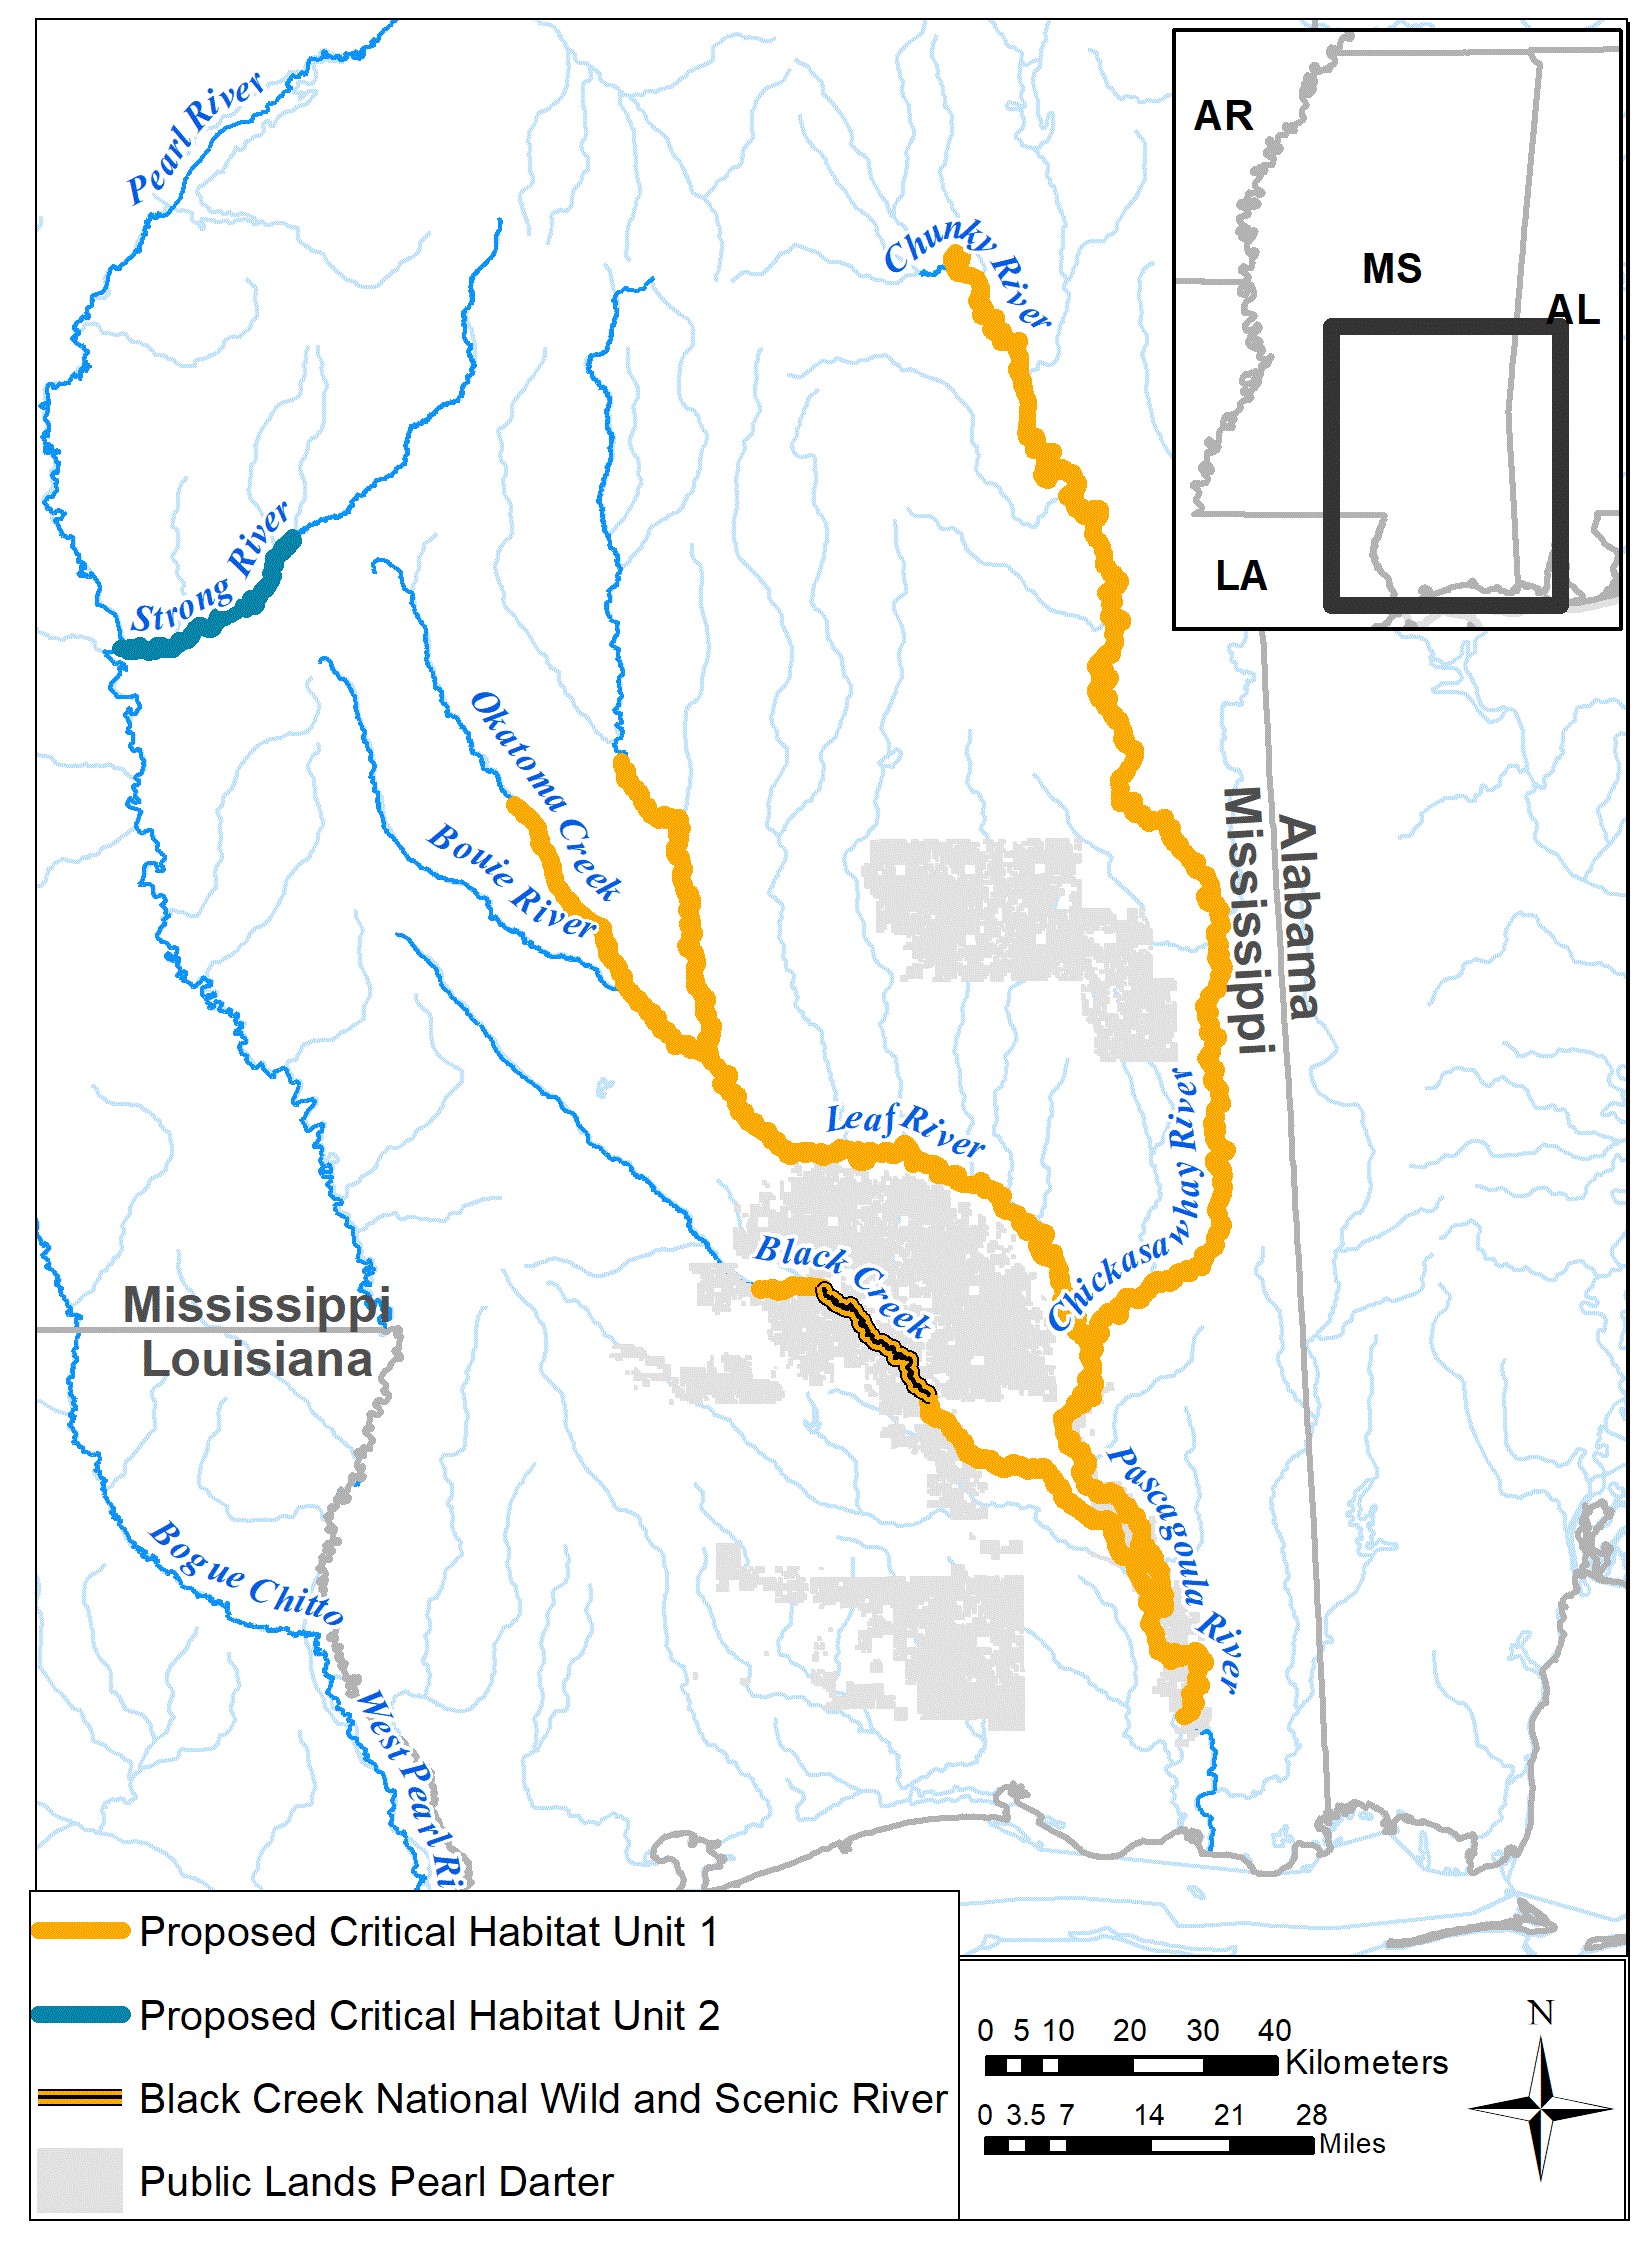 Pearl River
AR
MS
AL
LA
Chunky River
Strong River
Okatoma Creek
Bouie River
Mississippi
Alabama
Leaf River
Chickasawhay River
Black Creek
Mississippi
Louisiana
Pascagoula River
Bogue Chitto
West Pearl Ri
Proposed Critical Habitat Unit 1
Proposed Critical Habitat Unit 2
Black Creek National Wild and Scenic River
Public Lands Pearl Darter
0 5 10 20 30 40
Kilometers
0 3.5 7 14 21 28
Miles
N